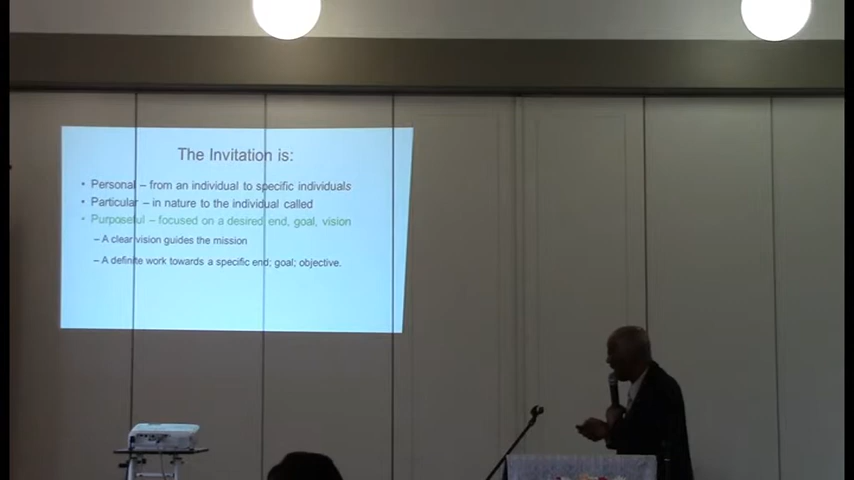 The Invitation is:
• Personal – from an individual to specific individuals
• Particular – in nature to the individual called
• Purposeful – focused on a desired end, goal, vision
– A clear vision guides the mission
– A definite work towards a specific end; goal; objective.